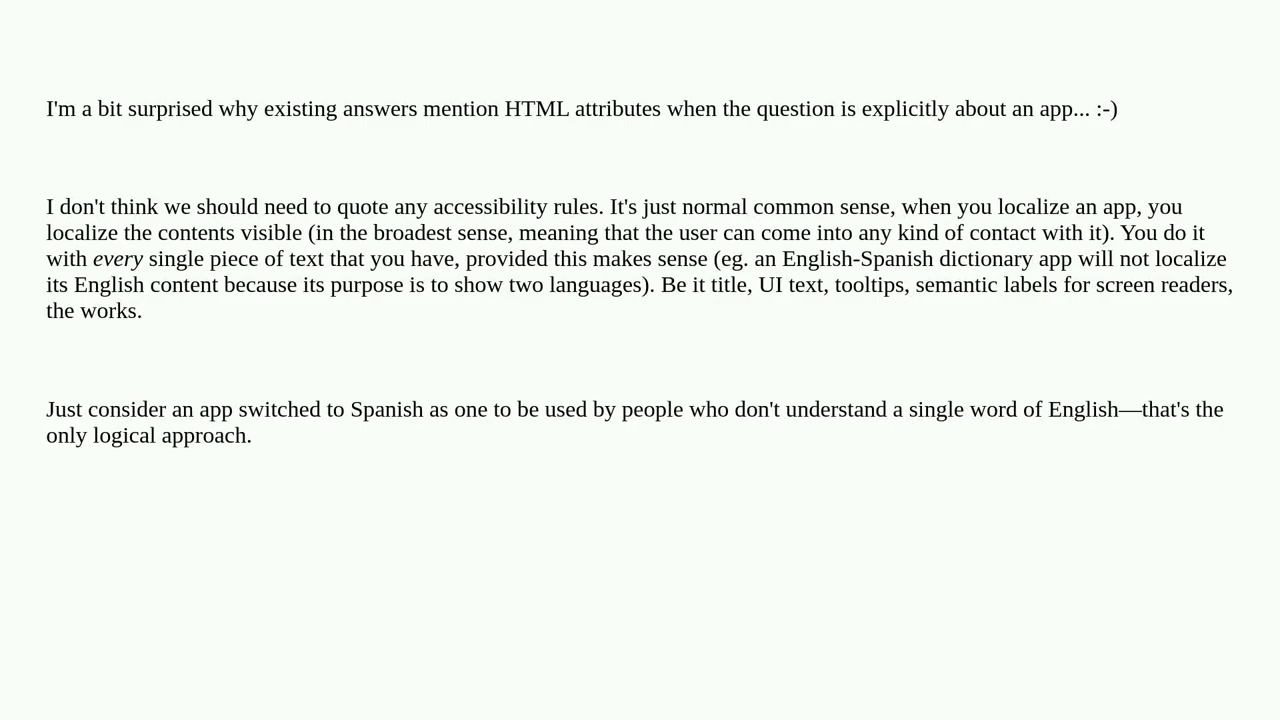 I'm a bit surprised why existing answers mention HTML attributes when the question is explicitly about an app... :-)
I don't think we should need to quote any accessibility rules. It's just normal common sense, when you localize an app, you
localize the contents visible (in the broadest sense, meaning that the user can come into any kind of contact with it). You do it
with every single piece of text that you have, provided this makes sense (eg. an English-Spanish dictionary app will not localize
its English content because its purpose is to show two languages). Be it title, UI text, tooltips, semantic labels for screen readers,
the works.
Just consider an app switched to Spanish as one to be used by people who don't understand a single word of English—that's the
only logical approach.